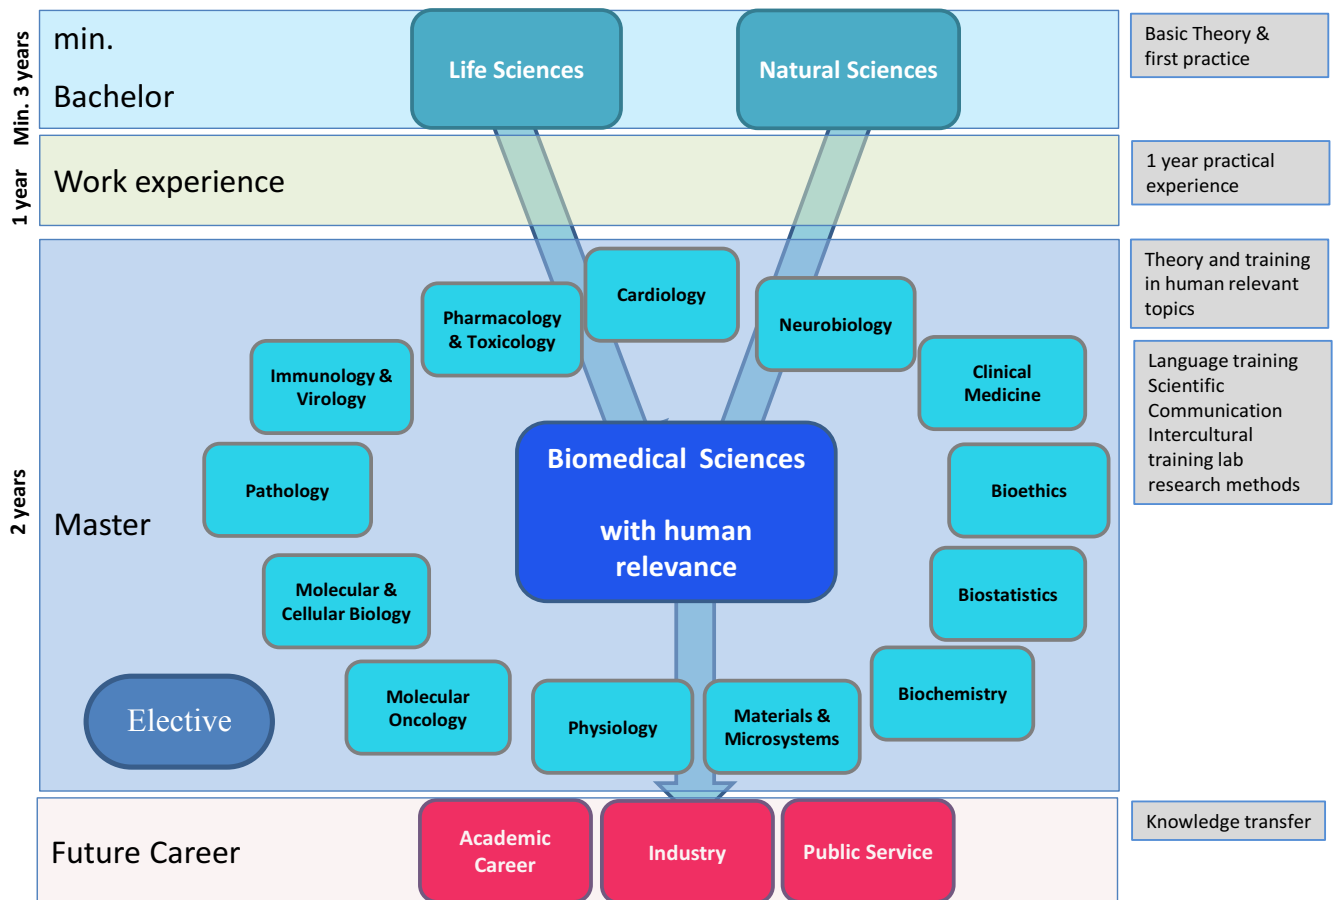 Min. 3 years
min.
Bachelor
Life Sciences
Natural Sciences
Basic Theory &
first practice
1 year
Work experience
1 year practical
experience
2 years
Master
Cardiology
Pharmacology
& Toxicology
Neurobiology
Immunology &
Virology
Clinical
Medicine
Pathology
Biomedical Sciences
with human
relevance
Bioethics
Molecular &
Cellular Biology
Biostatistics
Molecular
Oncology
Biochemistry
Physiology
Materials &
Microsystems
Elective
Theory and training
in human relevant
topics
Language training
Scientific
Communication
Intercultural
training lab
research methods
Future Career
Academic
Career
Industry
Public Service
Knowledge transfer